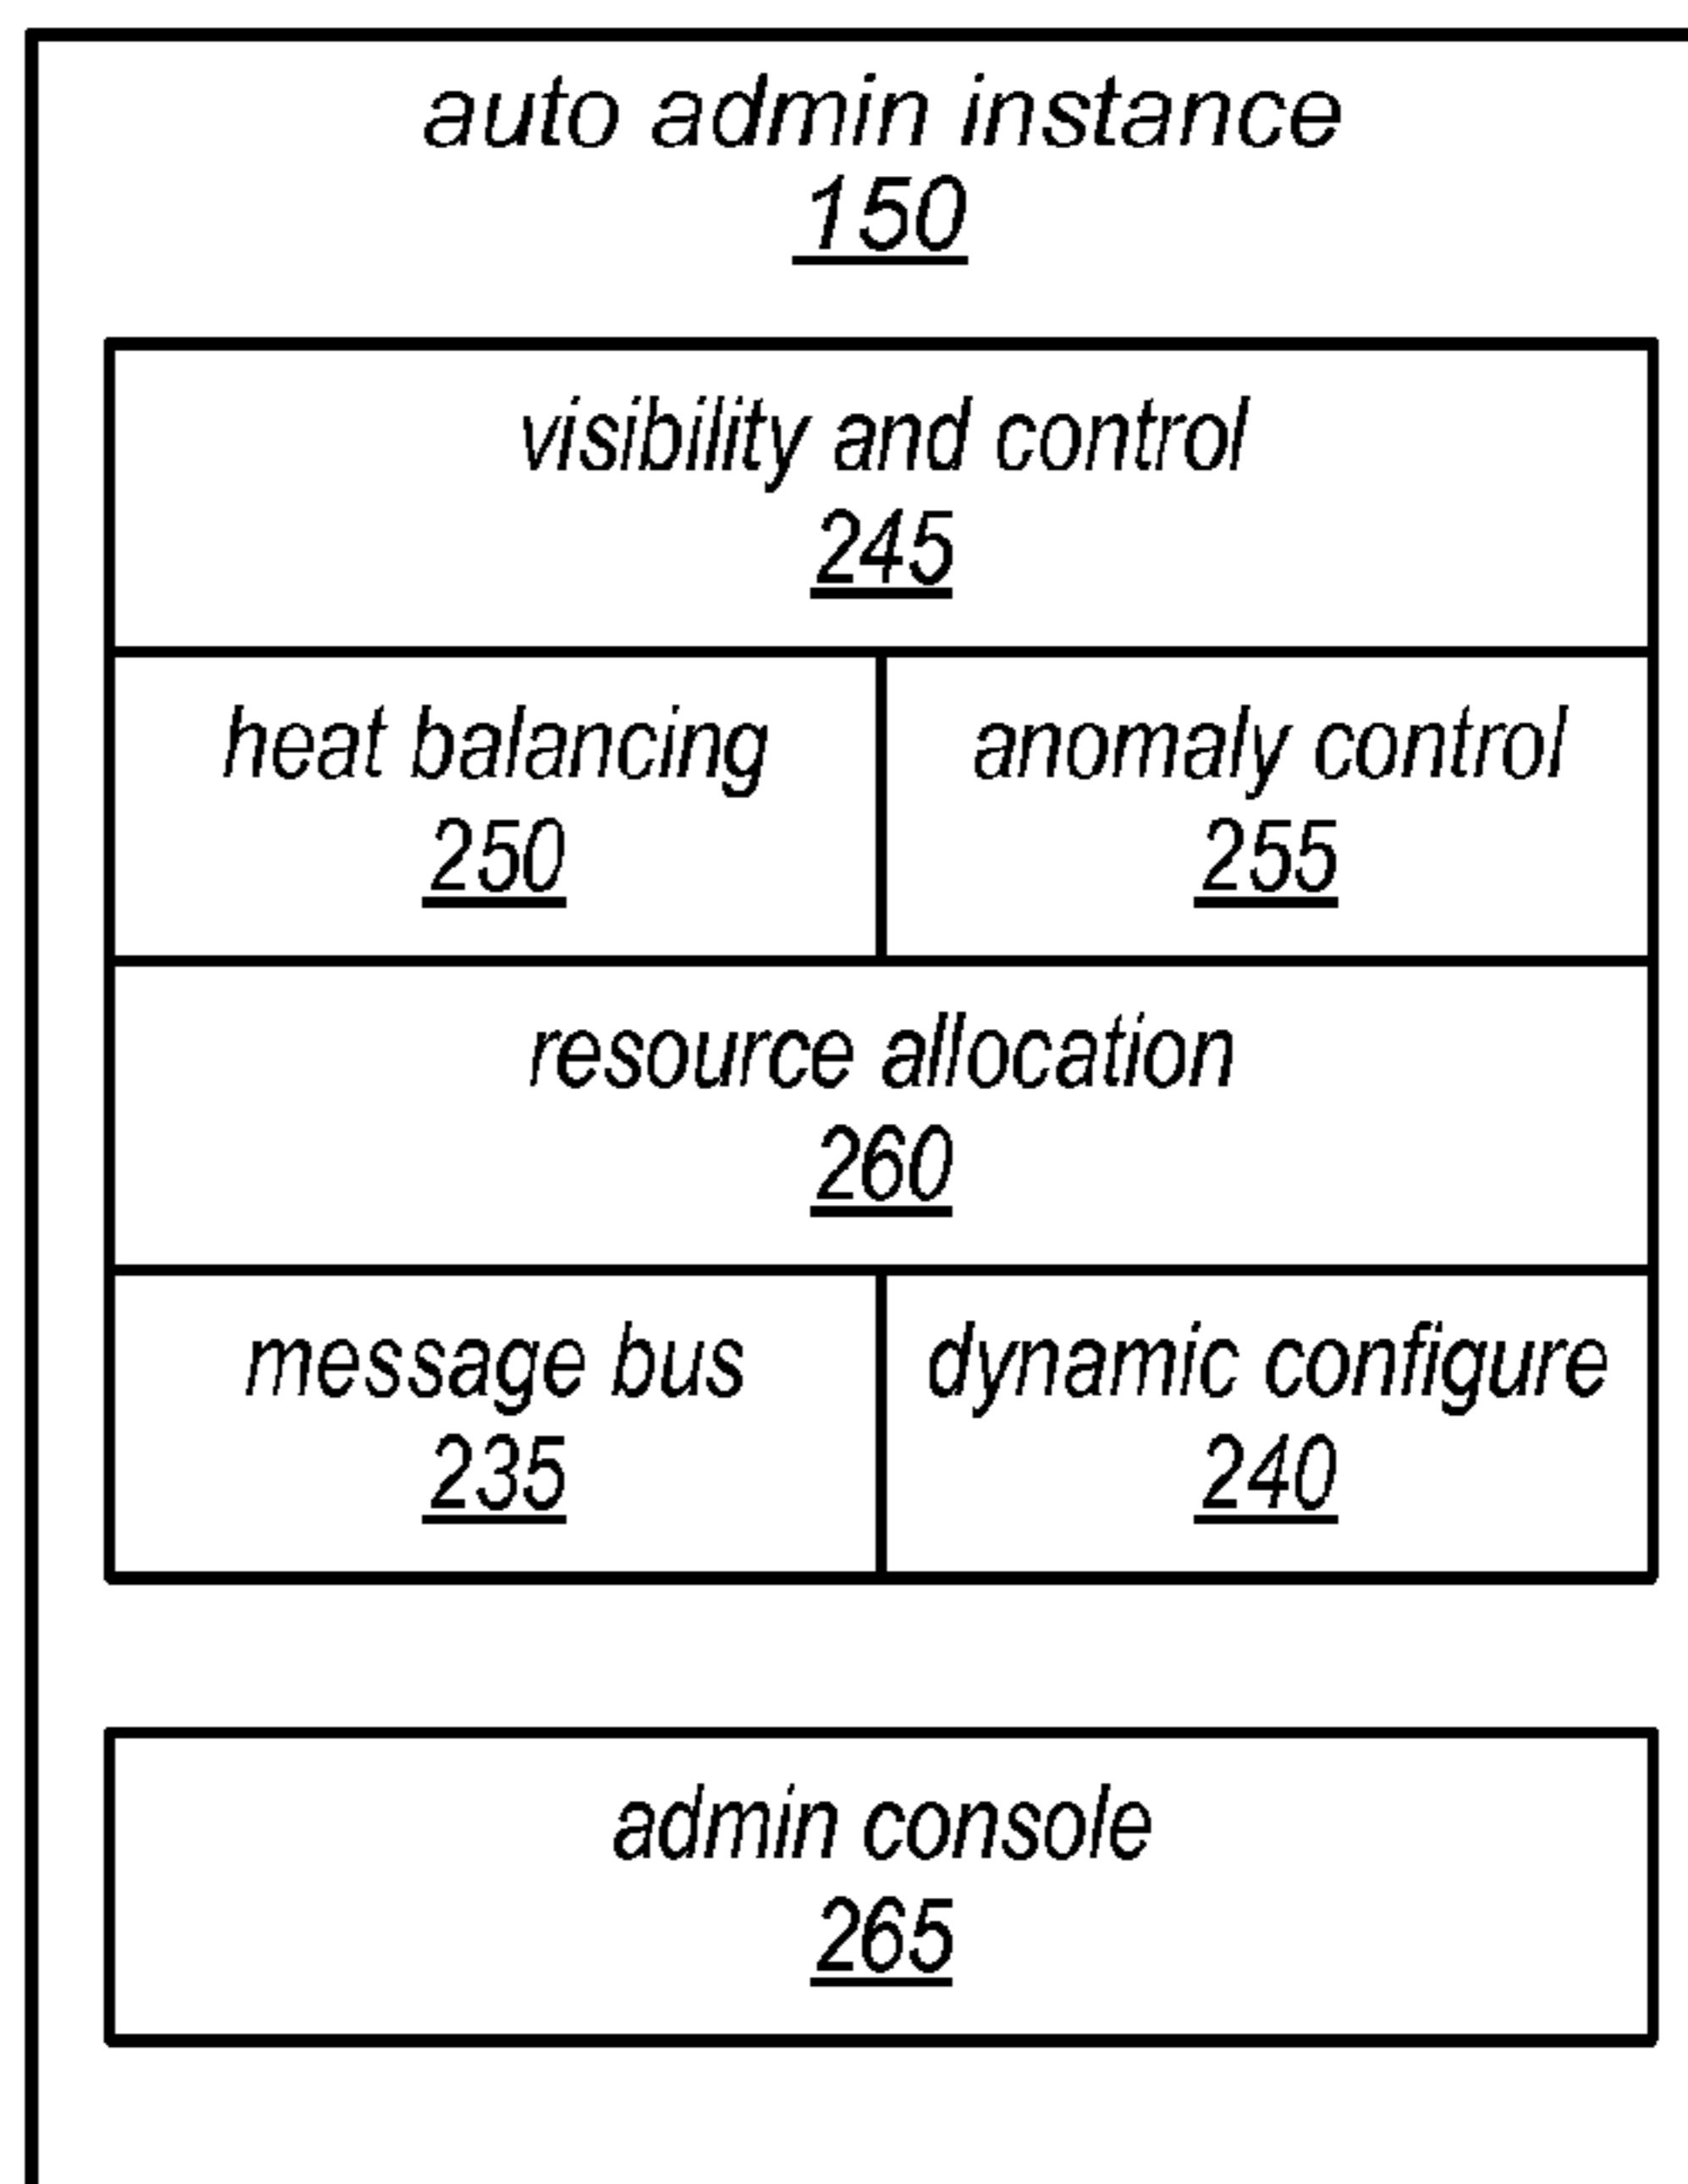 auto admin instance
150
visibility and control
245
heat balancing
250
anomaly control
255
resource allocation
260
message bus
235
dynamic configure
240
admin console
265